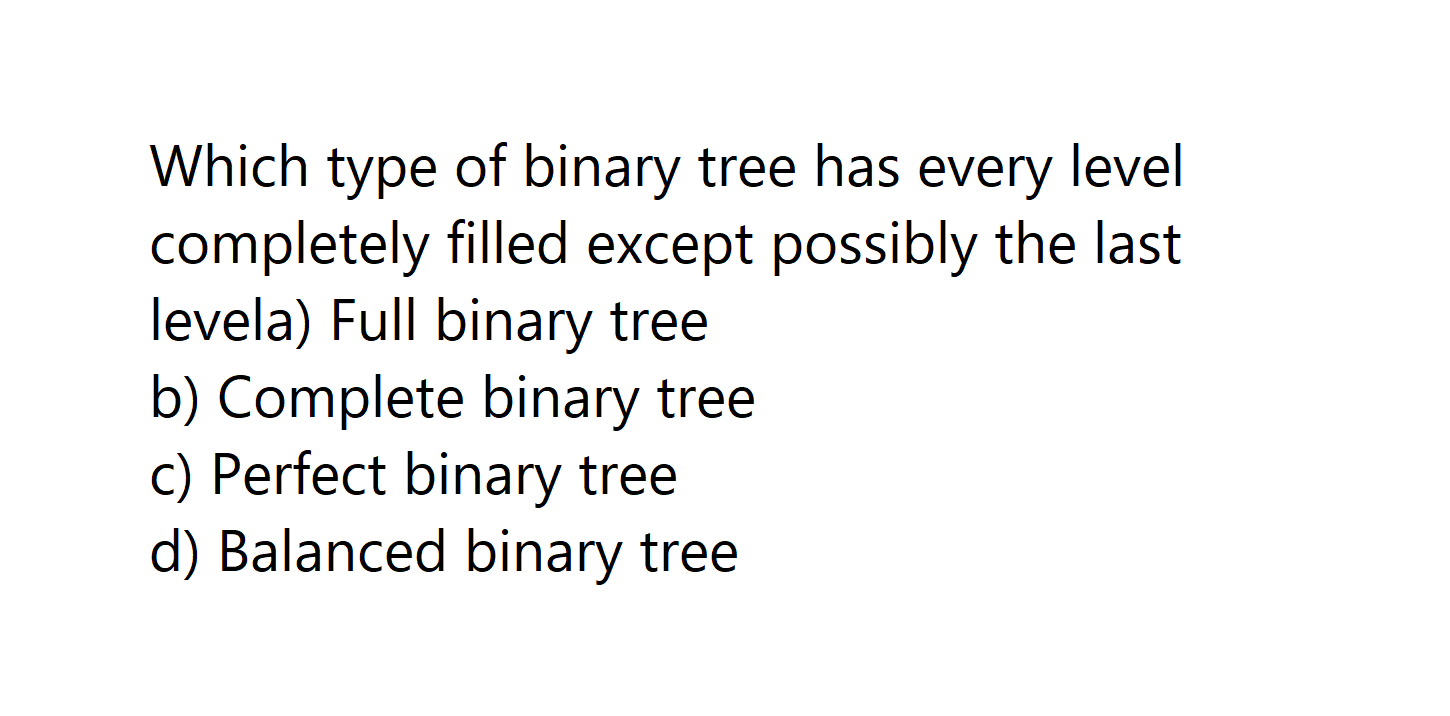 Which type of binary tree has every level
completely filled except possibly the last
levela) Full binary tree
b) Complete binary tree
c) Perfect binary tree
d) Balanced binary tree